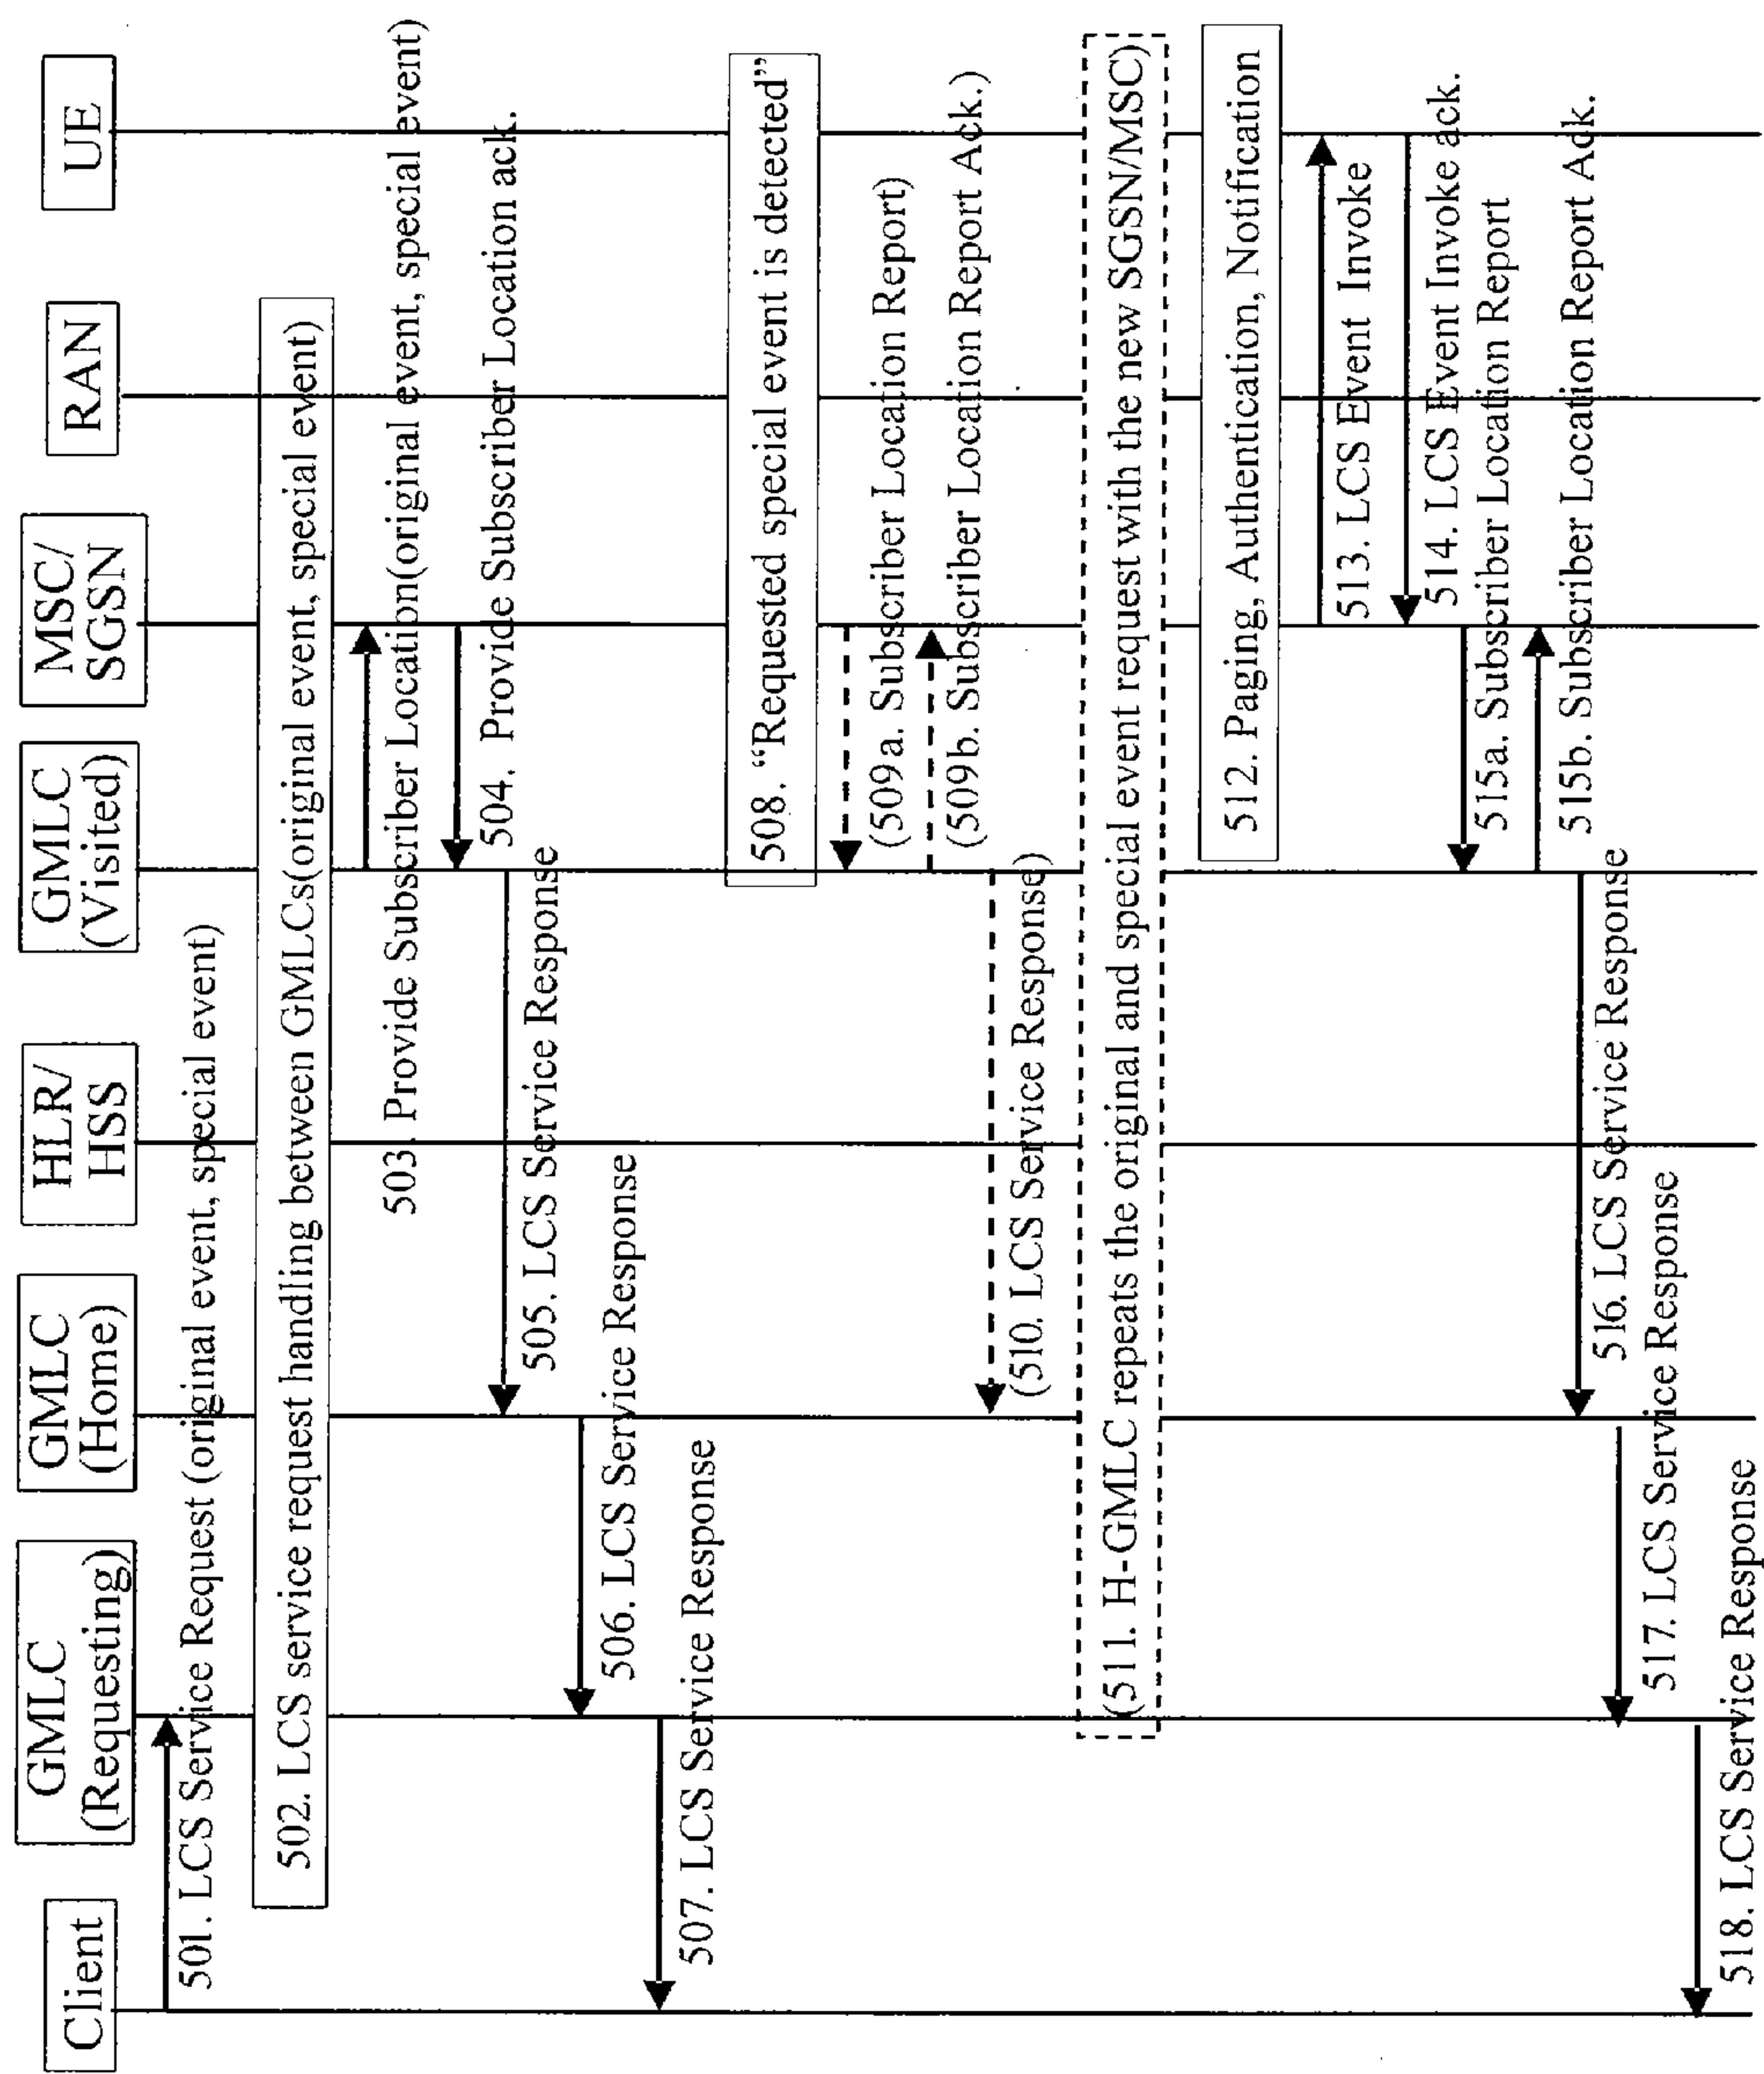 Client
GMLC
(Requesting)
GMLC
(Home)
HLR/
HSS
GMLC
(Visited)
MSC/
SGSN
RAN
UE
501. LCS Service Request (original event, special event)
502. LCS service request handling between GMLCs(original event, special event)
503. Provide Subscriber Location(original event, special event)
504. Provide Subscriber Location ack.
505. LCS Service Response
506. LCS Service Response
507. LCS Service Response
508. “Requested special event is detected”
(509a. Subscriber Location Report)
(509b. Subscriber Location Report Ack.)
(510. LCS Service Response)
(511. H-GMLC repeats the original and special event request with the new SGSN/MSC)
512. Paging, Authentication, Notification
513. LCS Event Invoke
514. LCS Event Invoke ack.
515a. Subscriber Location Report
515b. Subscriber Location Report Ack.
516. LCS Service Response
517. LCS Service Response
518. LCS Service Response